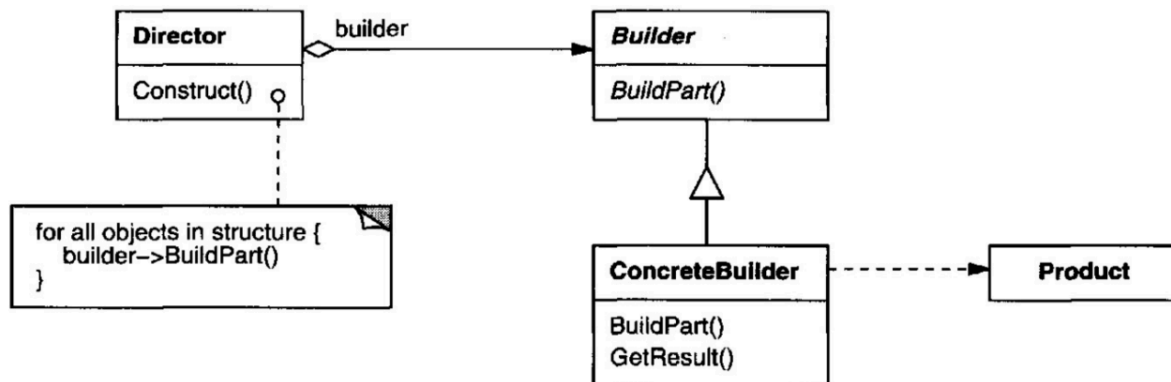 Director
builder
Builder
Construct()
BuildPart()
for all objects in structure {
builder->BuildPart()
}
ConcreteBuilder
Product
BuildPart()
GetResult()